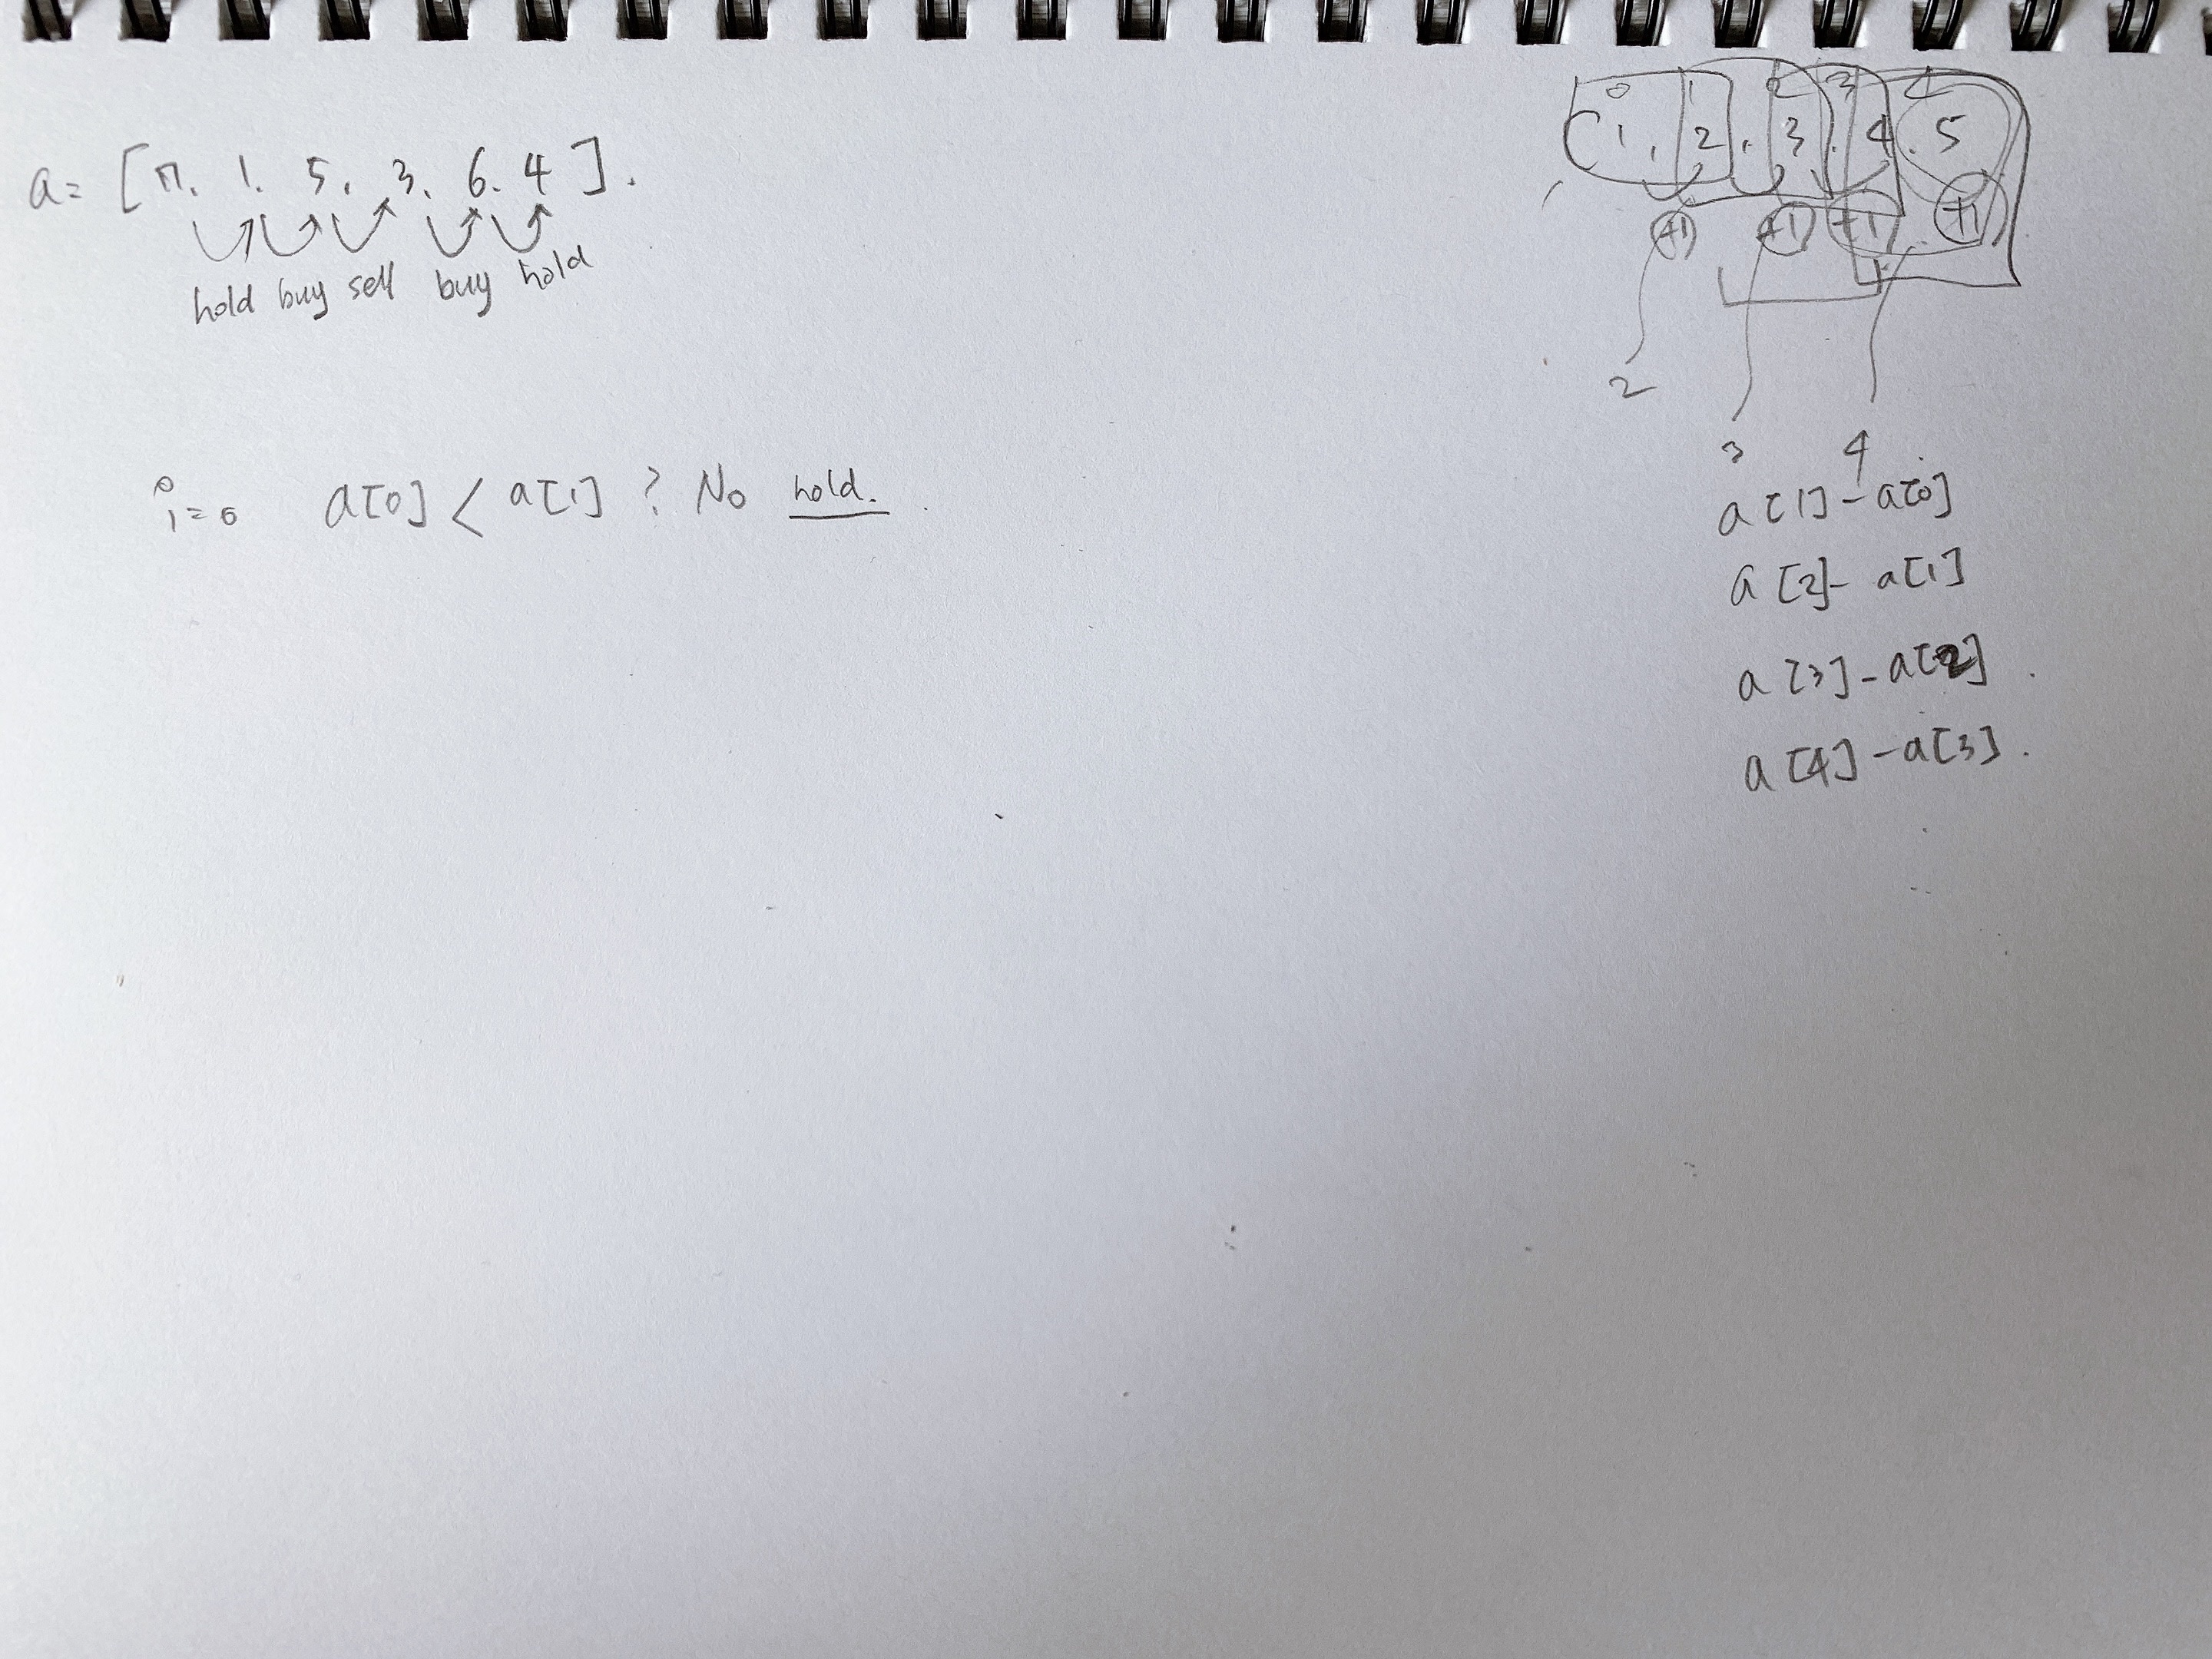 a= [7. 1. 5. 3. 6. 4].
hold buy sell buy hold
i=0 a[0] < a[1] ? No hold.
0 1 2 3 4
[1, 2, 3, 4, 5
+1 +1 +1 +1
2
3 4
a[1]-a[0]
a[2]-a[1]
a[3]-a[2].
a[4]-a[3].